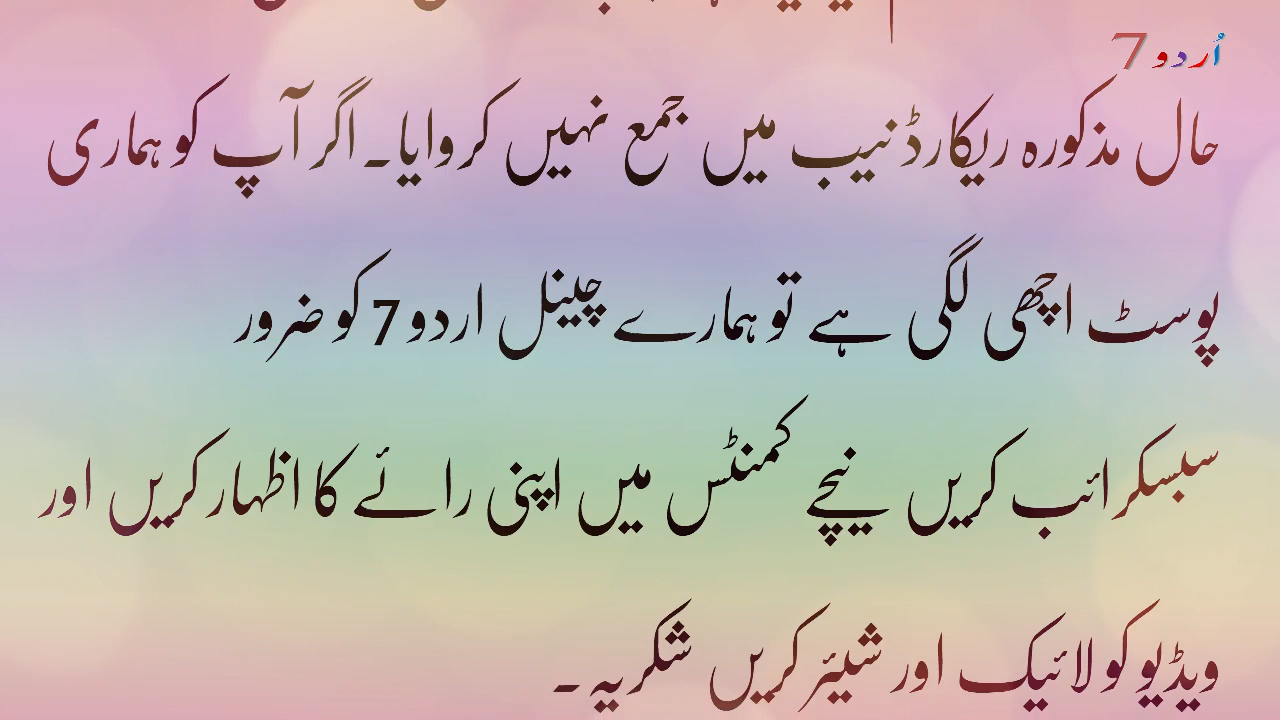 اُردو 7
حال مذکورہ ریکارڈ نیب میں جمع نہیں کروایا۔ اگر آپ کو ہماری
پوسٹ اچھی لگی ہے تو ہمارے چینل اردو 7 کو ضرور
سبسکرائب کریں نیچے کمنٹس میں اپنی رائے کا اظہار کریں اور
ویڈیو کو لائیک اور شیئر کریں شکریہ۔